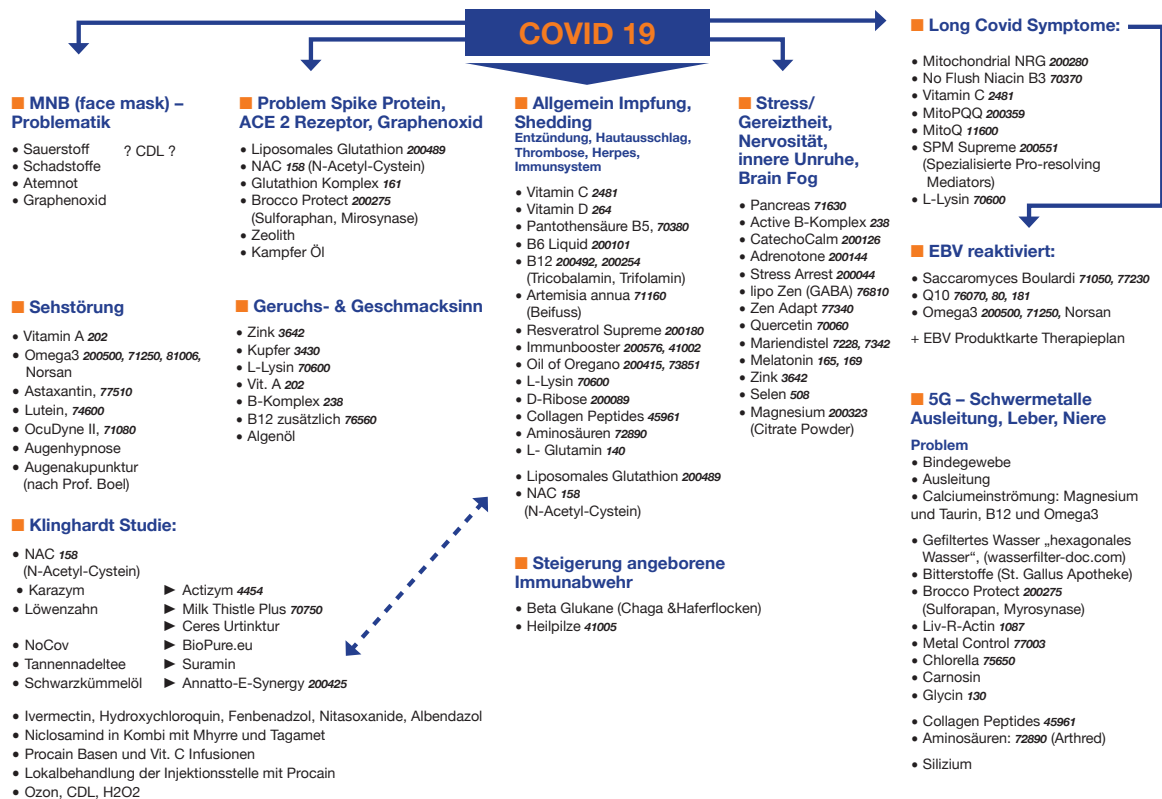 COVID 19
■ MNB (face mask) –
Problematik
• Sauerstoff ? CDL ?
• Schadstoffe
• Atemnot
• Graphenoxid
■ Problem Spike Protein,
ACE 2 Rezeptor, Graphenoxid
• Liposomales Glutathion 200489
• NAC 158 (N-Acetyl-Cystein)
• Glutathion Komplex 161
• Brocco Protect 200275
(Sulforaphan, Mirosynase)
• Zeolith
• Kampfer Öl
■ Allgemein Impfung,
Shedding
Entzündung, Hautausschlag,
Thrombose, Herpes,
Immunsystem
• Vitamin C 2481
• Vitamin D 264
• Pantothensäure B5, 70380
• B6 Liquid 200101
• B12 200492, 200254
(Tricobalamin, Trifolamin)
• Artemisia annua 71160
(Beifuss)
• Resveratrol Supreme 200180
• Immunbooster 200576, 41002
• Oil of Oregano 200415, 73851
• L-Lysin 70600
• D-Ribose 200089
• Collagen Peptides 45961
• Aminosäuren 72890
• L- Glutamin 140
• Liposomales Glutathion 200489
• NAC 158
(N-Acetyl-Cystein)
■ Stress/
Gereiztheit,
Nervosität,
innere Unruhe,
Brain Fog
• Pancreas 71630
• Active B-Komplex 238
• CatechoCalm 200126
• Adrenotone 200144
• Stress Arrest 200044
• lipo Zen (GABA) 76810
• Zen Adapt 77340
• Quercetin 70060
• Mariendistel 7228, 7342
• Melatonin 165, 169
• Zink 3642
• Selen 508
• Magnesium 200323
(Citrate Powder)
■ Long Covid Symptome:
• Mitochondrial NRG 200280
• No Flush Niacin B3 70370
• Vitamin C 2481
• MitoPQQ 200359
• MitoQ 11600
• SPM Supreme 200551
(Spezialisierte Pro-resolving
Mediators)
• L-Lysin 70600
■ EBV reaktiviert:
• Saccaromyces Boulardi 71050, 77230
• Q10 76070, 80, 181
• Omega3 200500, 71250, Norsan
+ EBV Produktkarte Therapieplan
■ Sehstörung
• Vitamin A 202
• Omega3 200500, 71250, 81006,
Norsan
• Astaxantin, 77510
• Lutein, 74600
• OcuDyne II, 71080
• Augenhypnose
• Augenakupunktur
(nach Prof. Boel)
■ Geruchs- & Geschmacksinn
• Zink 3642
• Kupfer 3430
• L-Lysin 70600
• Vit. A 202
• B-Komplex 238
• B12 zusätzlich 76560
• Algenöl
■ 5G – Schwermetalle
Ausleitung, Leber, Niere
Problem
• Bindegewebe
• Ausleitung
• Calciumeinströmung: Magnesium
und Taurin, B12 und Omega3
• Gefiltertes Wasser „hexagonales
Wasser“, (wasserfilter-doc.com)
• Bitterstoffe (St. Gallus Apotheke)
• Brocco Protect 200275
(Sulforapan, Myrosynase)
• Liv-R-Actin 1087
• Metal Control 77003
• Chlorella 75650
• Carnosin
• Glycin 130
• Collagen Peptides 45961
• Aminosäuren: 72890 (Arthred)
• Silizium
■ Klinghardt Studie:
• NAC 158
(N-Acetyl-Cystein)
• Karazym ► Actizym 4454
• Löwenzahn ► Milk Thistle Plus 70750
► Ceres Urtinktur
• NoCov ► BioPure.eu
• Tannennadeltee ► Suramin
• Schwarzkümmelöl ► Annatto-E-Synergy 200425
• Ivermectin, Hydroxychloroquin, Fenbenadzol, Nitasoxanide, Albendazol
• Niclosamind in Kombi mit Mhyrre und Tagamet
• Procain Basen und Vit. C Infusionen
• Lokalbehandlung der Injektionsstelle mit Procain
• Ozon, CDL, H2O2
■ Steigerung angeborene
Immunabwehr
• Beta Glukane (Chaga &Haferflocken)
• Heilpilze 41005